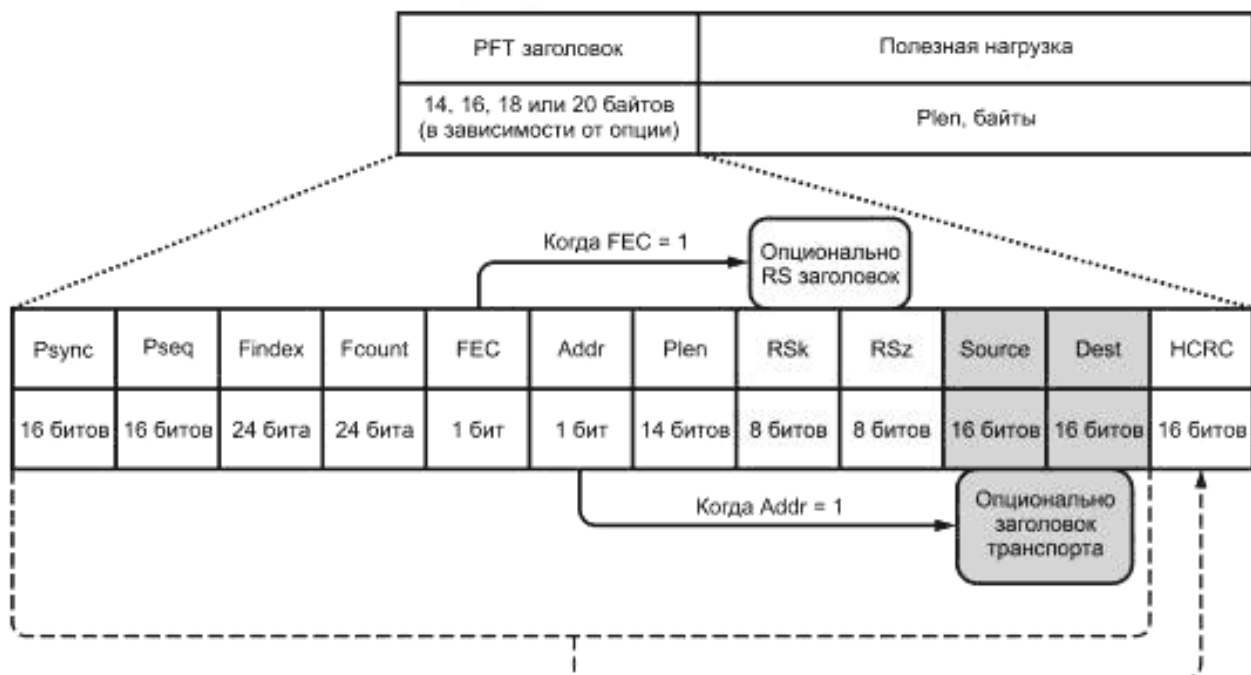 PFT заголовок
Полезная нагрузка
14, 16, 18 или 20 байтов
(в зависимости от опции)
Plen, байты
Когда FEC = 1
Опционально
RS заголовок
Psync Pseq Findex Fcount FEC Addr Plen RSk RSz Source Dest HCRC
16 битов 16 битов 24 бита 24 бита 1 бит 1 бит 14 битов 8 битов 8 битов 16 битов 16 битов 16 битов
Когда Addr = 1
Опционально
заголовок
транспорта